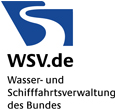 WSV.de
Wasser- und
Schifffahrtsverwaltung
des Bundes